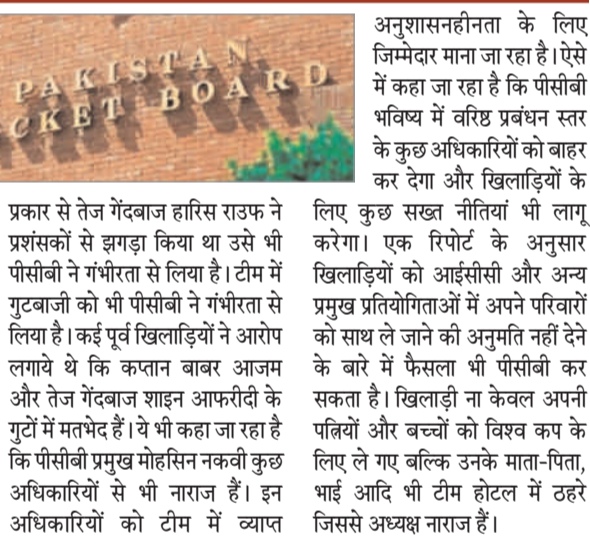 PAKISTAN
CKET BOARD
प्रकार से तेज गेंदबाज हारिस राउफ ने
प्रशंसकों से झगड़ा किया था उसे भी
पीसीबी ने गंभीरता से लिया है। टीम में
गुटबाजी को भी पीसीबी ने गंभीरता से
लिया है। कई पूर्व खिलाड़ियों ने आरोप
लगाये थे कि कप्तान बाबर आजम
और तेज गेंदबाज शाइन आफरीदी के
गुटों में मतभेद हैं। ये भी कहा जा रहा है
कि पीसीबी प्रमुख मोहसिन नकवी कुछ
अधिकारियों से भी नाराज हैं। इन
अधिकारियों को टीम में व्याप्त
अनुशासनहीनता के लिए
जिम्मेदार माना जा रहा है। ऐसे
में कहा जा रहा है कि पीसीबी
भविष्य में वरिष्ठ प्रबंधन स्तर
के कुछ अधिकारियों को बाहर
कर देगा और खिलाड़ियों के
लिए कुछ सख्त नीतियां भी लागू
करेगा। एक रिपोर्ट के अनुसार
खिलाड़ियों को आईसीसी और अन्य
प्रमुख प्रतियोगिताओं में अपने परिवारों
को साथ ले जाने की अनुमति नहीं देने
के बारे में फैसला भी पीसीबी कर
सकता है। खिलाड़ी ना केवल अपनी
पत्नियों और बच्चों को विश्व कप के
लिए ले गए बल्कि उनके माता-पिता,
भाई आदि भी टीम होटल में ठहरे
जिससे अध्यक्ष नाराज हैं।